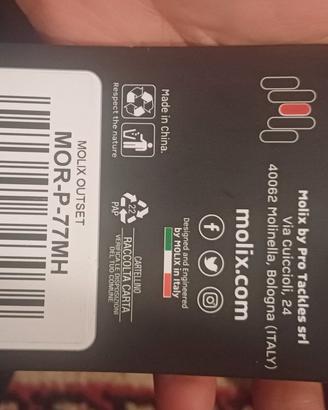 Molix by Pro Tackles srl
Via Cuiccioli, 24
40062 Molinella, Bologna (ITALY)
molix.com
Designed and Engineered
by MOLIX in Italy
Made in China.
Respect the nature
22
PAP
CARTELLINO
RACCOLTA CARTA
VERIFICA LE DISPOSIZIONI
DEL TUO COMUNE
MOLIX OUTSET
MOR-P-77MH